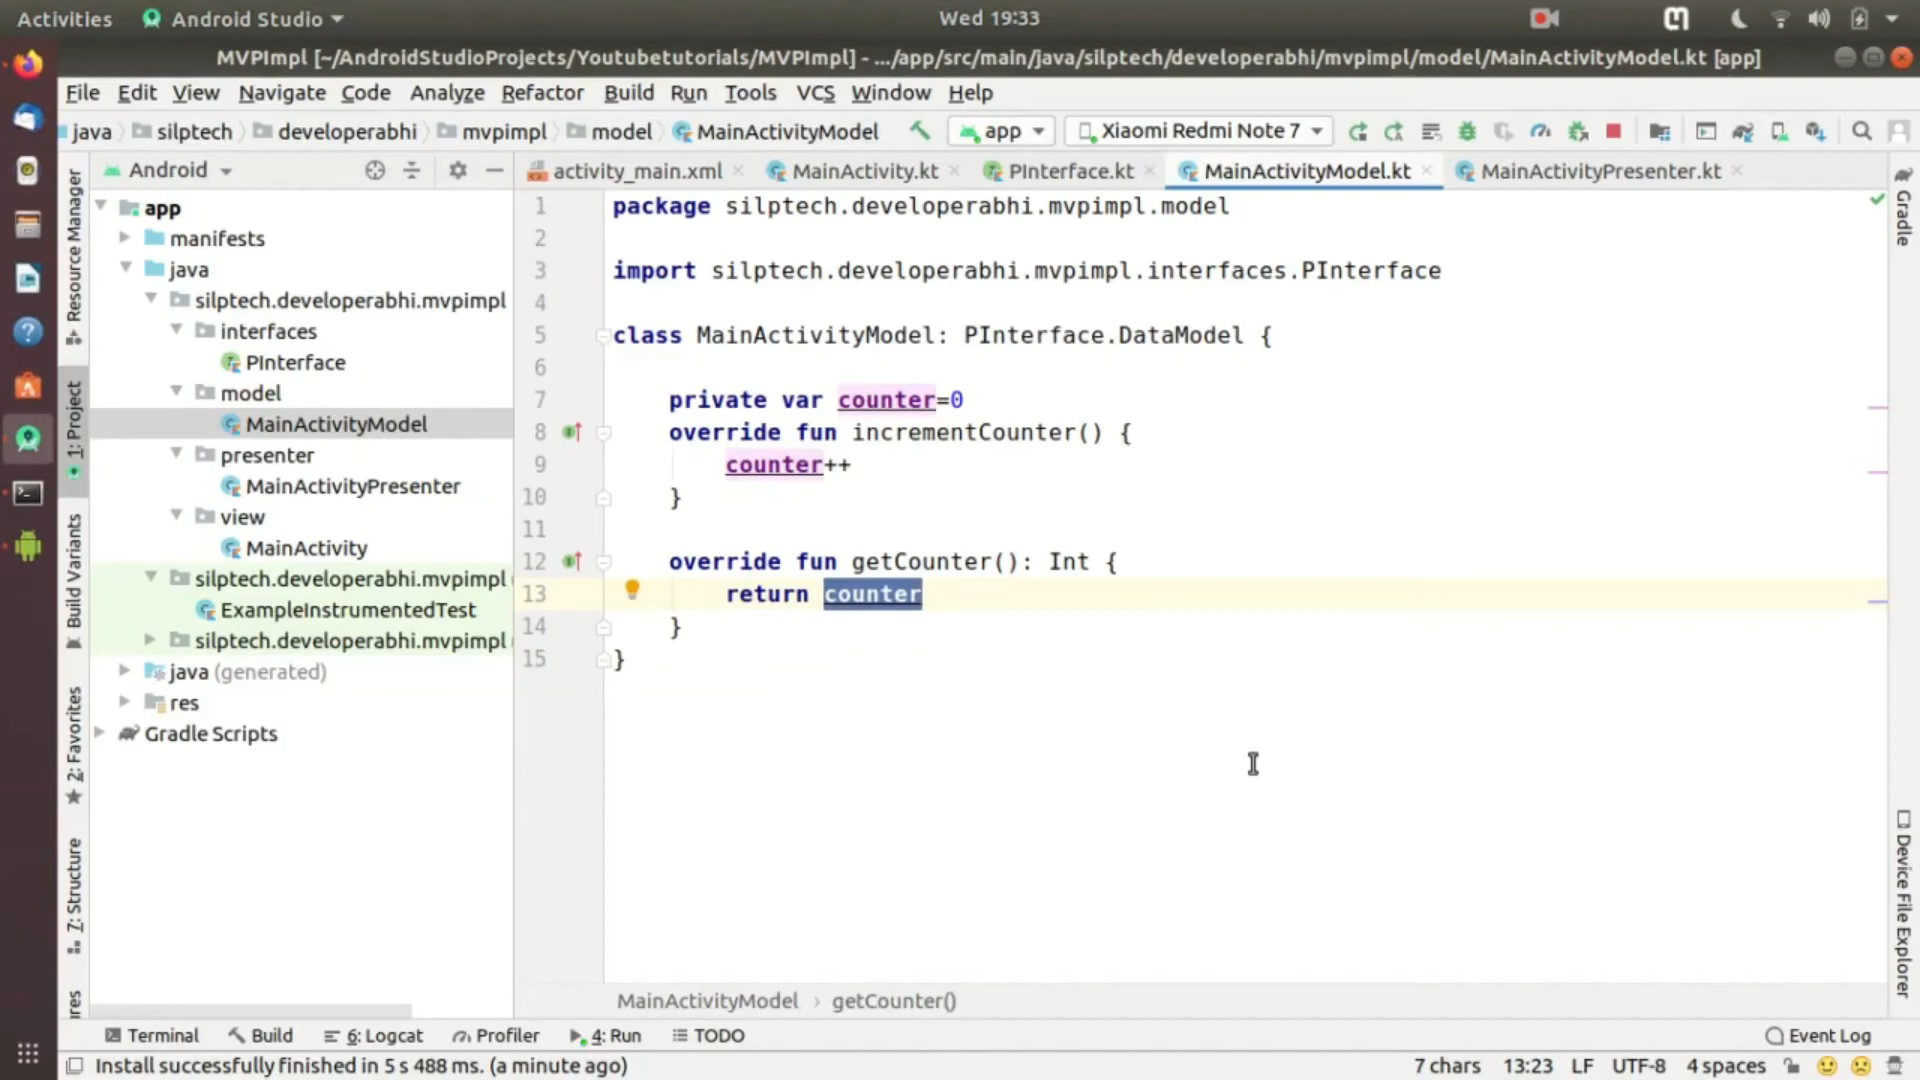 Activities Android Studio Wed 19:33
MVPImpl [~/AndroidStudioProjects/Youtubetutorials/MVPImpl] - .../app/src/main/java/silptech/developerabhi/mvpimpl/model/MainActivityModel.kt [app]
File Edit View Navigate Code Analyze Refactor Build Run Tools VCS Window Help
java silptech developerabhi mvpimpl model MainActivityModel app Xiaomi Redmi Note 7
Android activity_main.xml MainActivity.kt PInterface.kt MainActivityModel.kt MainActivityPresenter.kt
Resource Manager
1: Project
Build Variants
2: Favorites
Z: Structure
app
manifests
java
silptech.developerabhi.mvpimpl
interfaces
PInterface
model
MainActivityModel
presenter
MainActivityPresenter
view
MainActivity
silptech.developerabhi.mvpimpl
ExampleInstrumentedTest
silptech.developerabhi.mvpimpl
java (generated)
res
Gradle Scripts
1 package silptech.developerabhi.mvpimpl.model
2
3 import silptech.developerabhi.mvpimpl.interfaces.PInterface
4
5 class MainActivityModel: PInterface.DataModel {
6
7 private var counter=0
8 override fun incrementCounter() {
9 counter++
10 }
11
12 override fun getCounter(): Int {
13 return counter
14 }
15 }
MainActivityModel › getCounter()
Gradle
Device File Explorer
Terminal Build 6: Logcat Profiler 4: Run TODO Event Log
Install successfully finished in 5 s 488 ms. (a minute ago) 7 chars 13:23 LF UTF-8 4 spaces